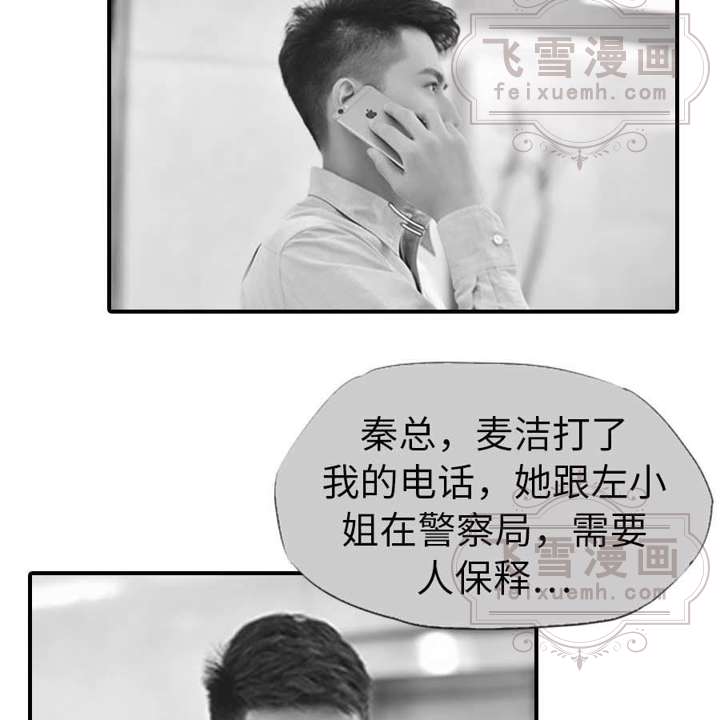 飞雪漫画
feixuemh.com
秦总，麦洁打了
我的电话，她跟左小
姐在警察局，需要
人保释...
飞雪漫画
feixuemh.com